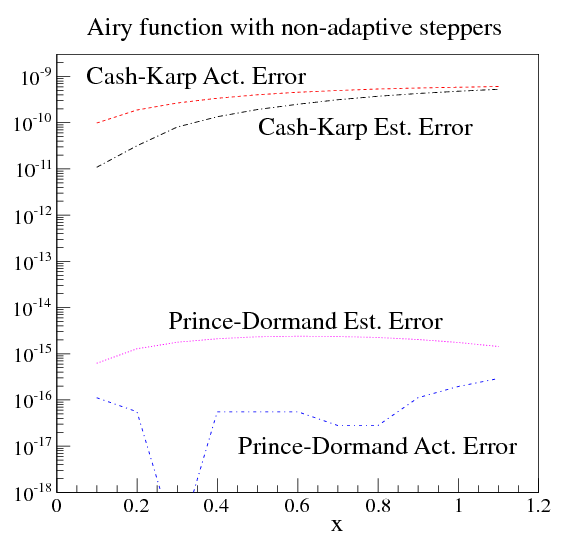 Airy function with non-adaptive steppers
10^-9
Cash-Karp Act. Error
10^-10
Cash-Karp Est. Error
10^-11
10^-12
10^-13
10^-14
Prince-Dormand Est. Error
10^-15
10^-16
10^-17
Prince-Dormand Act. Error
10^-18
0 0.2 0.4 0.6 0.8 1 1.2
x